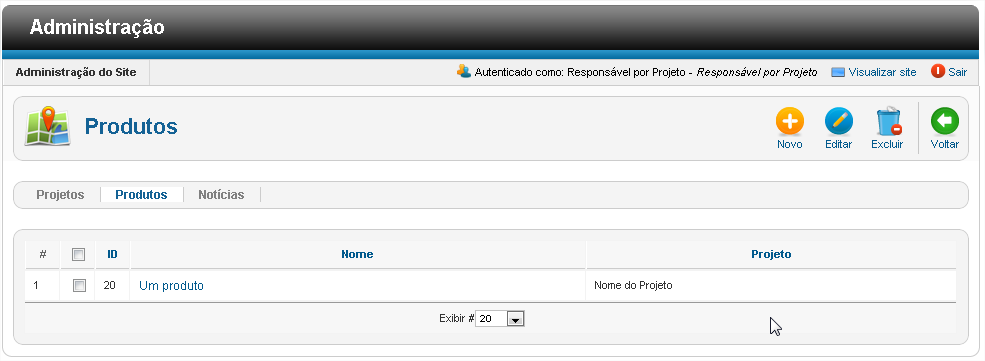 Administração
Administração do Site
Autenticado como: Responsável por Projeto - Responsável por Projeto
Visualizar site
Sair
Produtos
Novo
Editar
Excluir
Voltar
Projetos
Produtos
Notícias
# ID Nome Projeto
1 20 Um produto Nome do Projeto
Exibir # 20